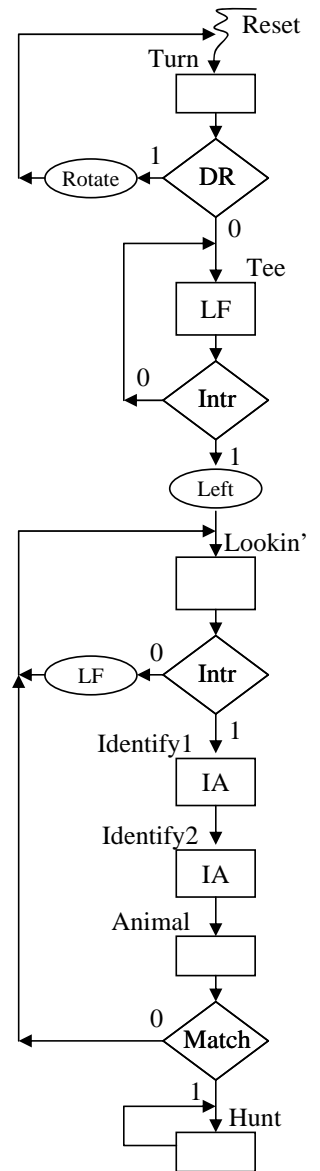 Reset
Turn
1
Rotate
DR
0
Tee
LF
0
Intr
1
Left
Lookin’
0
LF
Intr
1
Identify1
IA
Identify2
IA
Animal
0
Match
1
Hunt